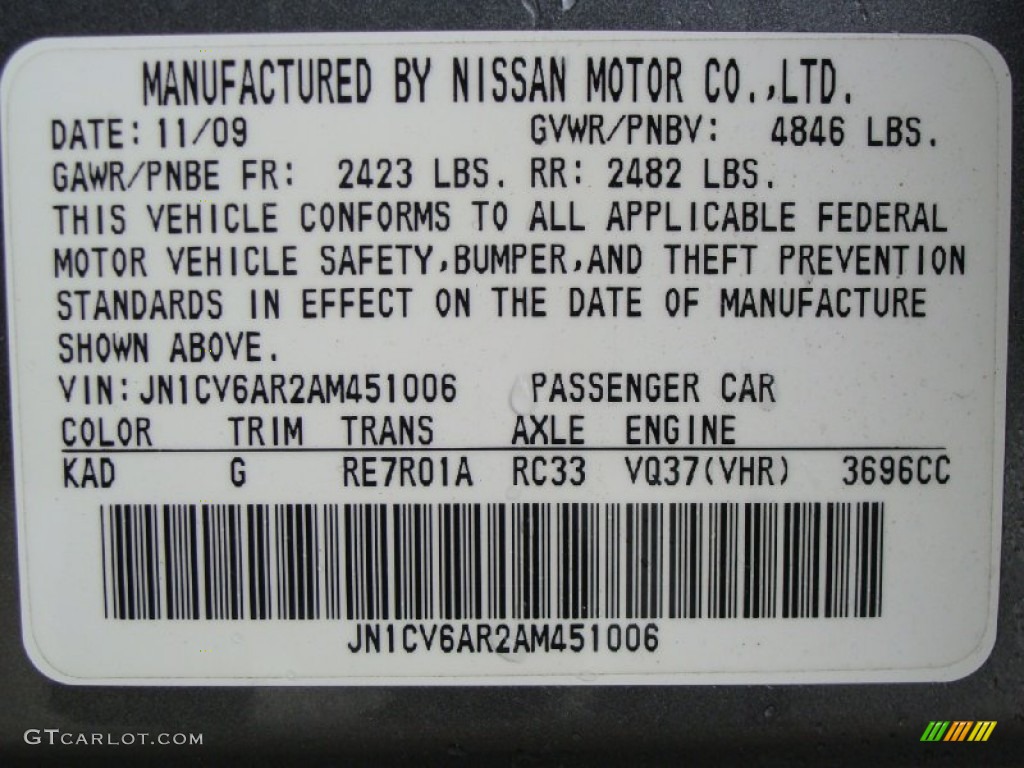 MANUFACTURED BY NISSAN MOTOR CO.,LTD.
DATE: 11/09 GVWR/PNBV: 4846 LBS.
GAWR/PNBE FR: 2423 LBS. RR: 2482 LBS.
THIS VEHICLE CONFORMS TO ALL APPLICABLE FEDERAL
MOTOR VEHICLE SAFETY,BUMPER,AND THEFT PREVENTION
STANDARDS IN EFFECT ON THE DATE OF MANUFACTURE
SHOWN ABOVE.
VIN: JN1CV6AR2AM451006 PASSENGER CAR
COLOR TRIM TRANS AXLE ENGINE
KAD G RE7R01A RC33 VQ37(VHR) 3696CC
JN1CV6AR2AM451006
GTCARLOT.COM